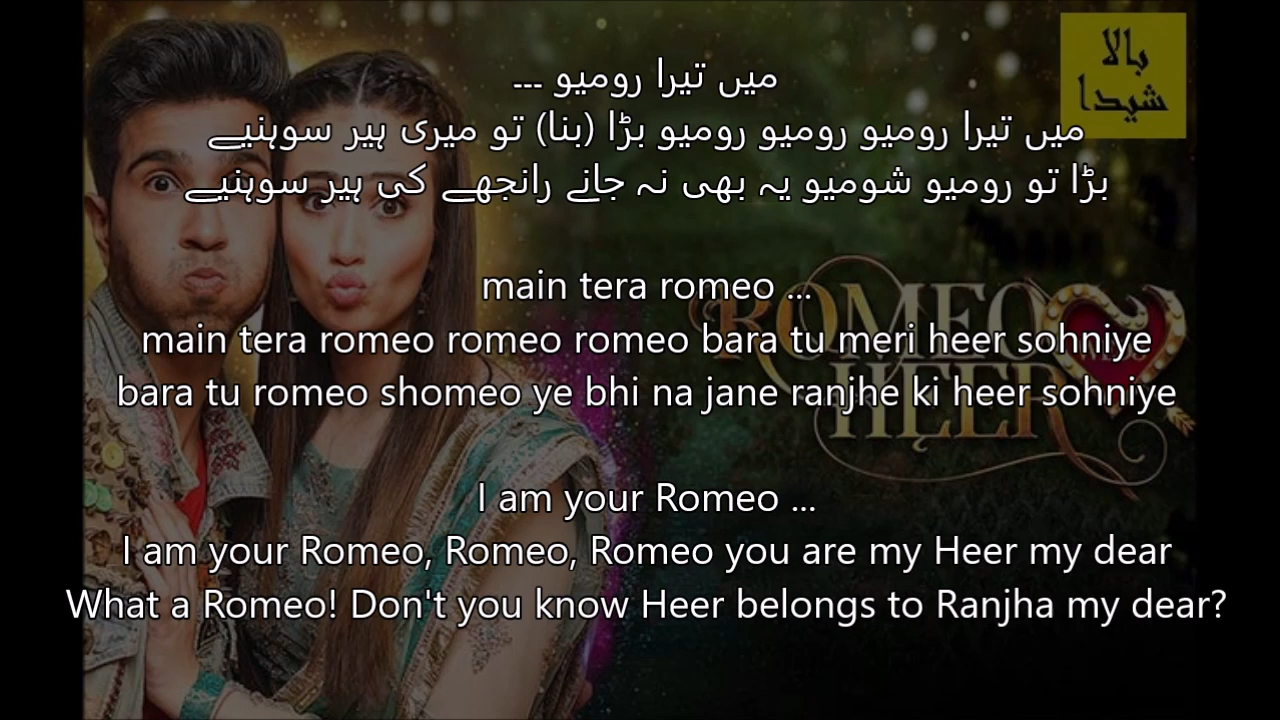 بالا
شیدا
میں تیرا رومیو ---
میں تیرا رومیو رومیو رومیو بڑا (بنا) تو میری ہیر سوہنیے
بڑا تو رومیو شومیو یہ بھی نہ جانے رانجھے کی ہیر سوہنیے
main tera romeo ...
main tera romeo romeo romeo bara tu meri heer sohniye
bara tu romeo shomeo ye bhi na jane ranjhe ki heer sohniye
ROMEO
HEER
I am your Romeo ...
I am your Romeo, Romeo, Romeo you are my Heer my dear
What a Romeo! Don't you know Heer belongs to Ranjha my dear?